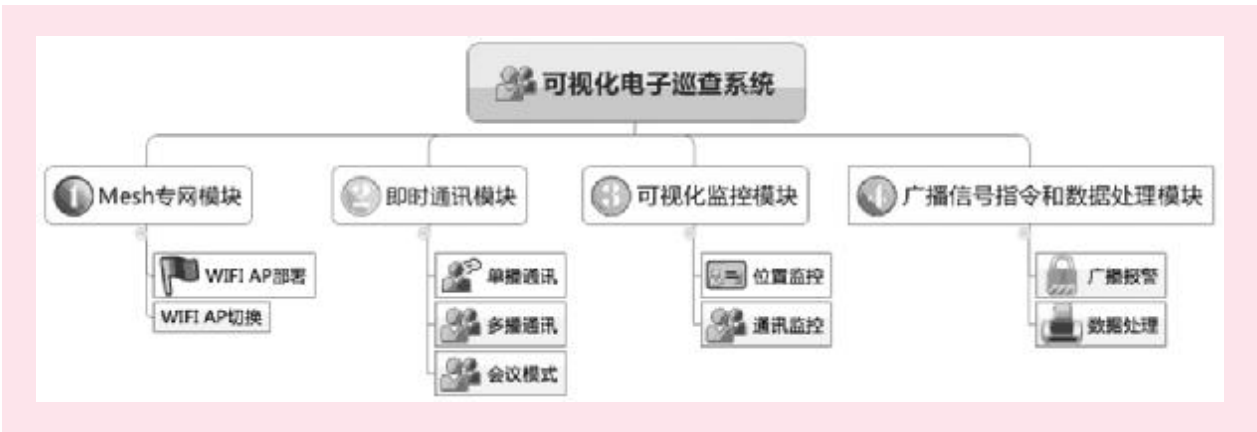 可视化电子巡查系统
1 Mesh专网模块
2 即时通讯模块
3 可视化监控模块
4 广播信号指令和数据处理模块
WIFI AP部署
WIFI AP切换
单播通讯
多播通讯
会议模式
位置监控
通讯监控
广播报警
数据处理